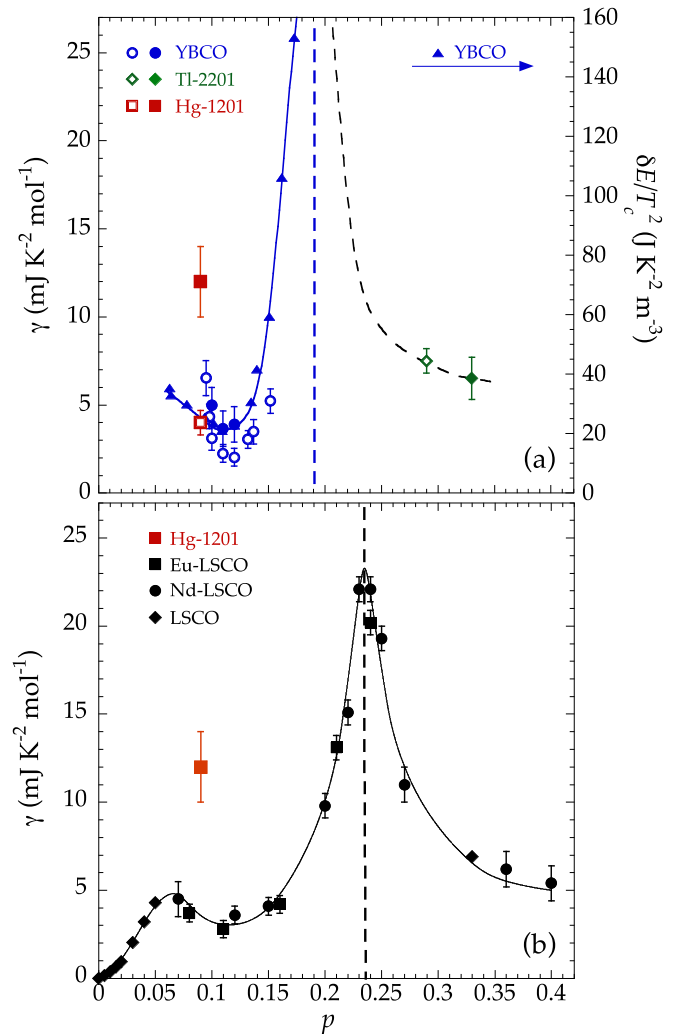 25
20
15
10
5
0
γ (mJ K-2 mol-1)
YBCO
Tl-2201
Hg-1201
YBCO
160
140
120
100
80
60
40
20
0
δE/Tc2 (J K-2 m-3)
(a)
25
20
15
10
5
0
γ (mJ K-2 mol-1)
Hg-1201
Eu-LSCO
Nd-LSCO
LSCO
(b)
0 0.05 0.1 0.15 0.2 0.25 0.3 0.35 0.4
p